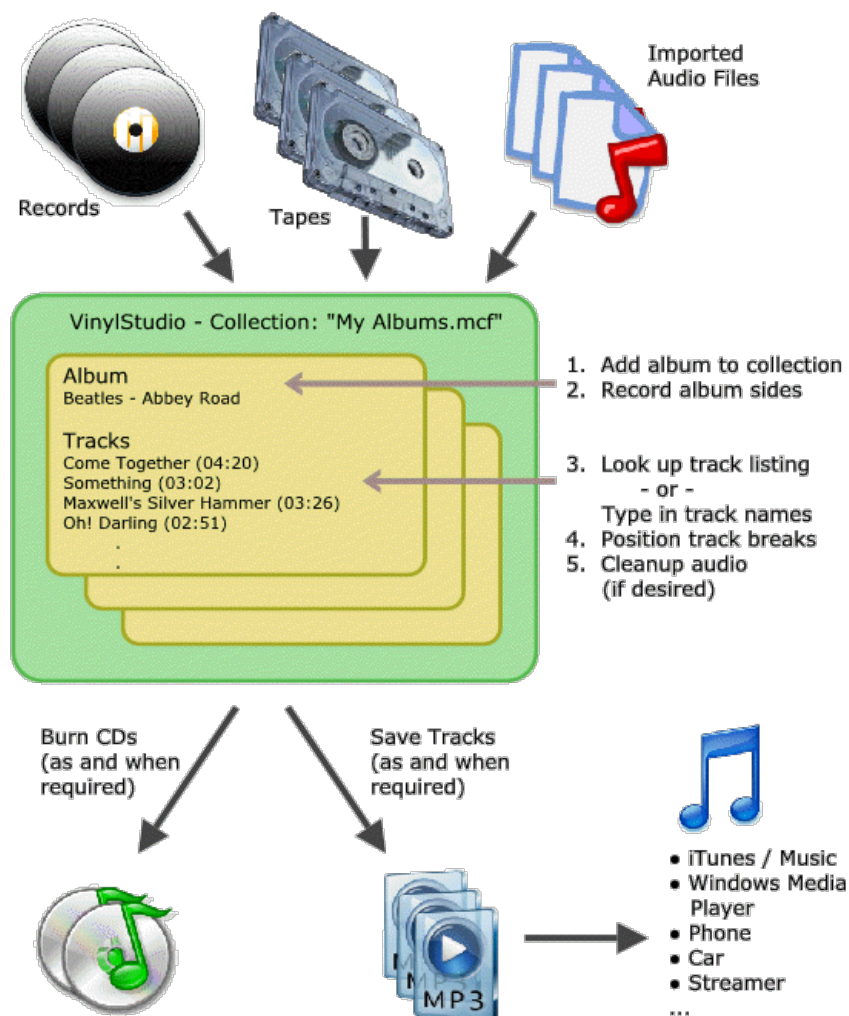 Records
Tapes
Imported
Audio Files
VinylStudio - Collection: "My Albums.mcf"
Album
Beatles - Abbey Road
Tracks
Come Together (04:20)
Something (03:02)
Maxwell's Silver Hammer (03:26)
Oh! Darling (02:51)
.
.
1. Add album to collection
2. Record album sides
3. Look up track listing
- or -
Type in track names
4. Position track breaks
5. Cleanup audio
(if desired)
Burn CDs
(as and when
required)
Save Tracks
(as and when
required)
MP3
• iTunes / Music
• Windows Media
Player
• Phone
• Car
• Streamer
...